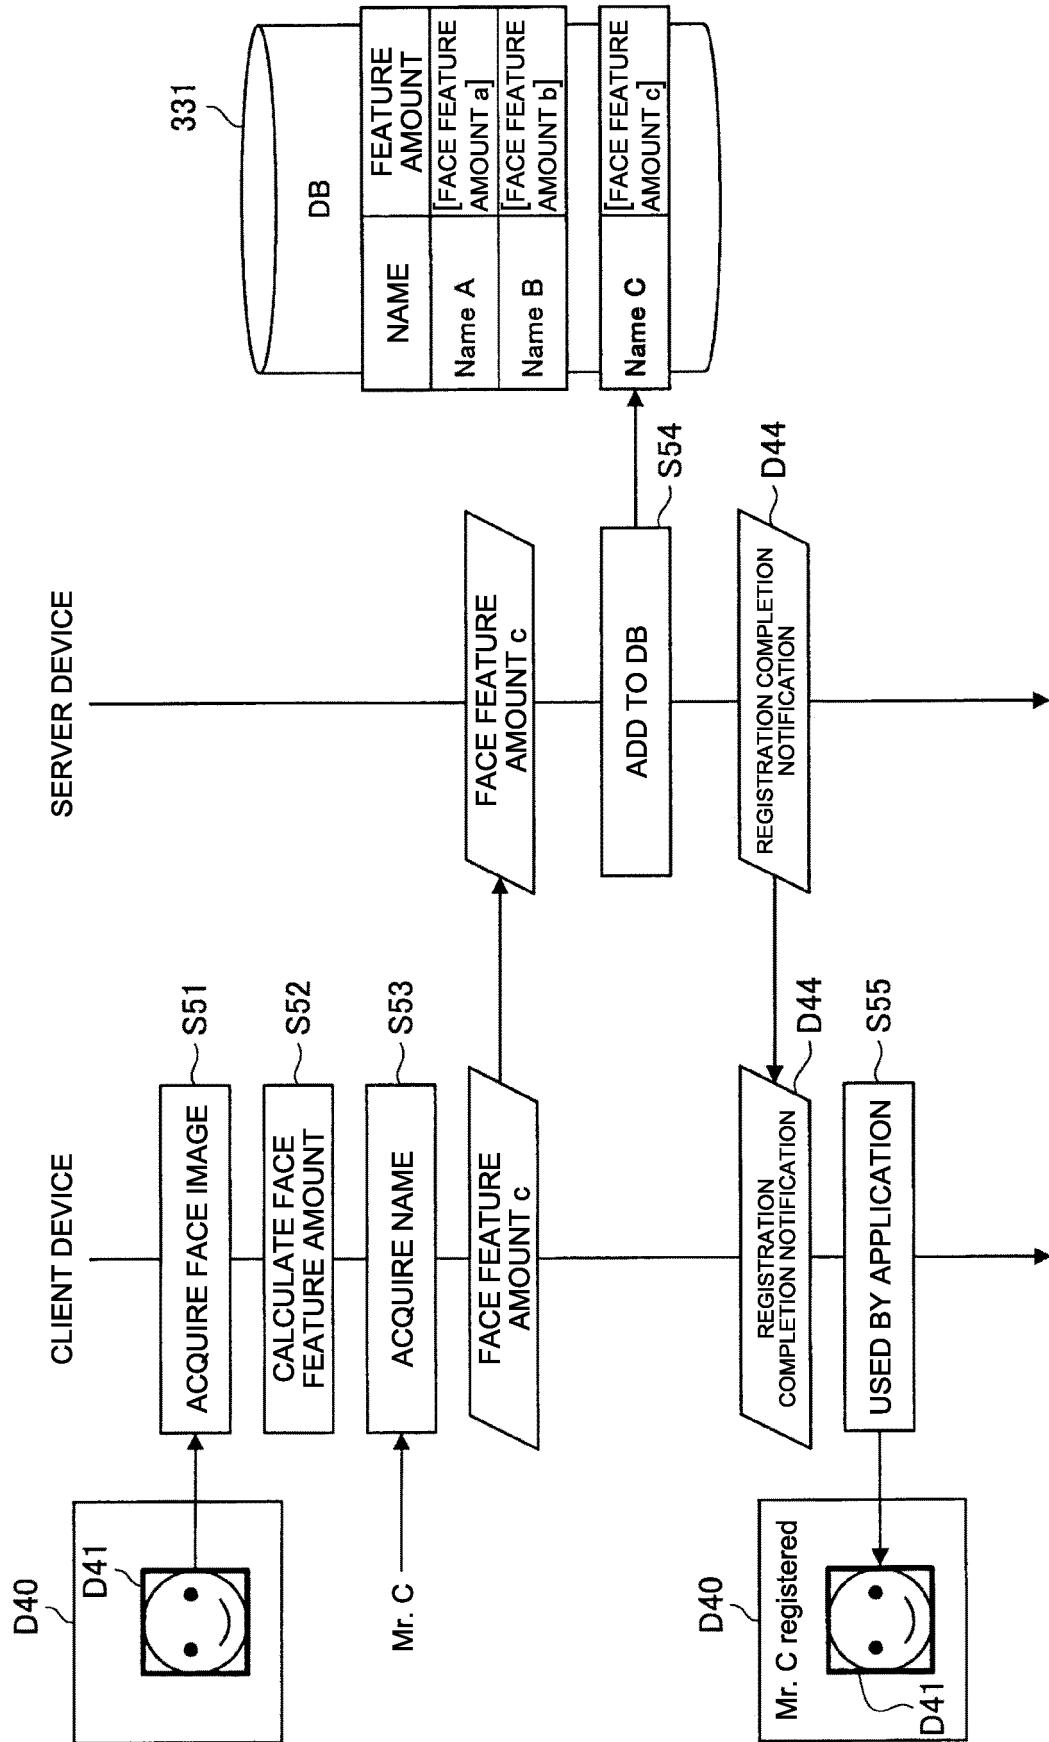 CLIENT DEVICE
SERVER DEVICE
331
DB
NAME
FEATURE
AMOUNT
Name A
[FACE FEATURE
AMOUNT a]
Name B
[FACE FEATURE
AMOUNT b]
Name C
[FACE FEATURE
AMOUNT c]
D40
D41
ACQUIRE FACE IMAGE
S51
CALCULATE FACE
FEATURE AMOUNT
S52
Mr. C
ACQUIRE NAME
S53
FACE FEATURE
AMOUNT c
FACE FEATURE
AMOUNT c
ADD TO DB
S54
REGISTRATION
COMPLETION NOTIFICATION
D44
REGISTRATION COMPLETION
NOTIFICATION
D44
D40
Mr. C registered
D41
USED BY APPLICATION
S55